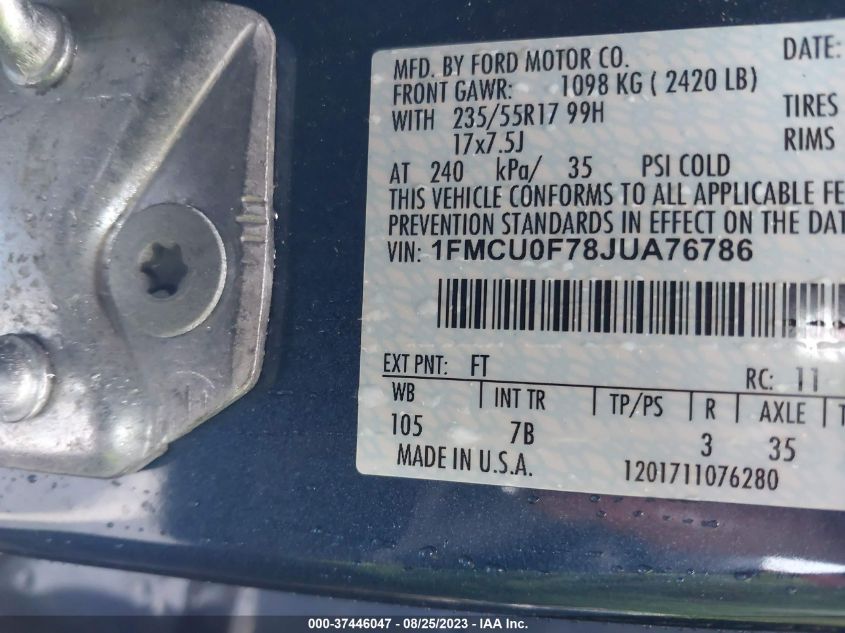 MFD. BY FORD MOTOR CO.
DATE:
FRONT GAWR: 1098 KG ( 2420 LB)
WITH 235/55R17 99H
TIRES
17x7.5J
RIMS
AT 240 kPa/ 35 PSI COLD
THIS VEHICLE CONFORMS TO ALL APPLICABLE FE
PREVENTION STANDARDS IN EFFECT ON THE DAT
VIN: 1FMCU0F78JUA76786
EXT PNT: FT
RC: 11
WB INT TR TP/PS R AXLE T
105 7B 3 35
MADE IN U.S.A.
1201711076280
000-37446047 - 08/25/2023 - IAA, Inc.